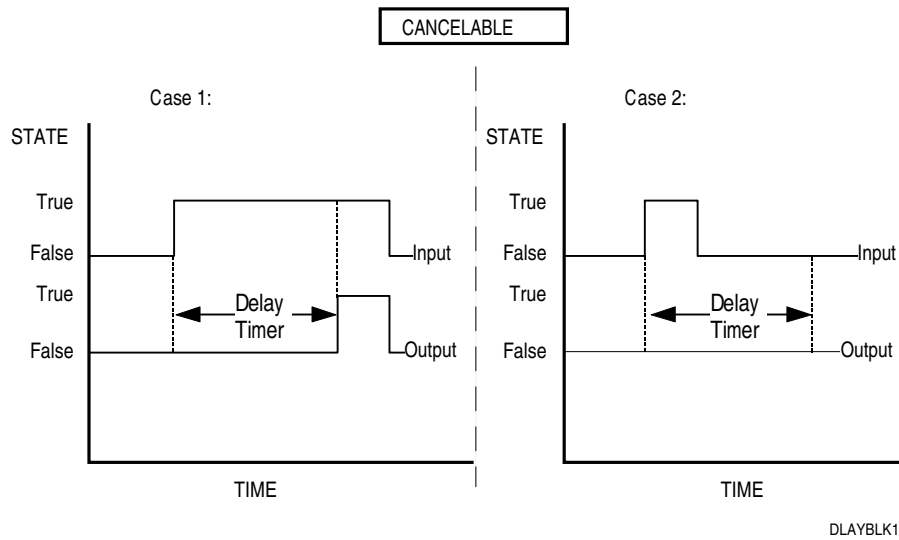 CANCELABLE
Case 1:
STATE
True
False
True
False
Delay
Timer
Input
Output
TIME
Case 2:
STATE
True
False
True
False
Delay
Timer
Input
Output
TIME
DLAYBLK1